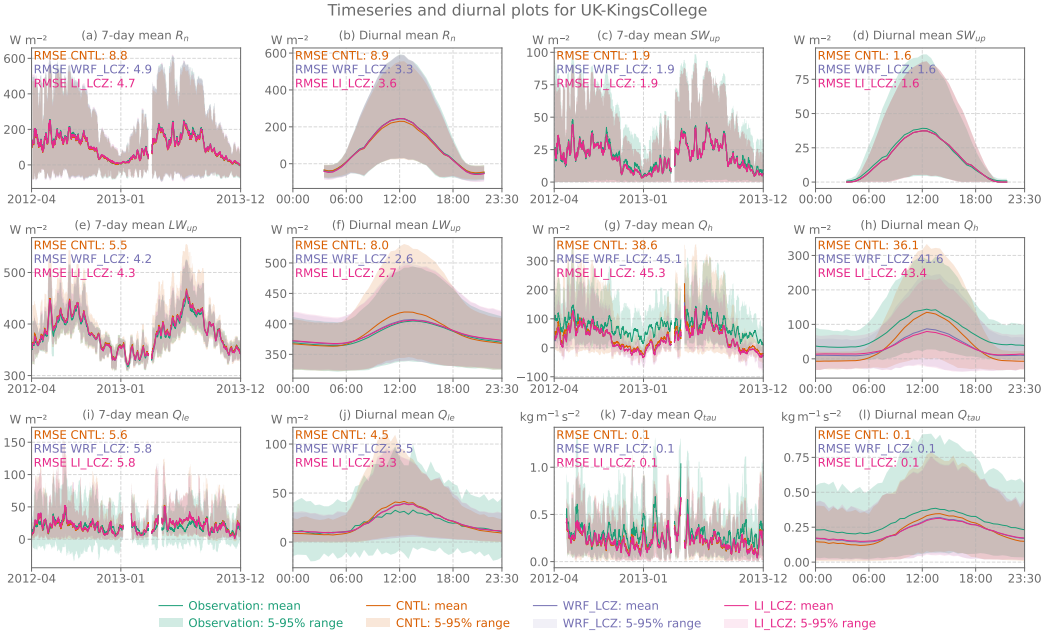 Timeseries and diurnal plots for UK-KingsCollege
W m⁻² (a) 7-day mean Rₙ
RMSE CNTL: 8.8
RMSE WRF_LCZ: 4.9
RMSE LI_LCZ: 4.7
600
400
200
0
2012-04 2013-01 2013-12
W m⁻² (b) Diurnal mean Rₙ
RMSE CNTL: 8.9
RMSE WRF_LCZ: 3.3
RMSE LI_LCZ: 3.6
600
400
200
0
00:00 06:00 12:00 18:00 23:30
W m⁻² (c) 7-day mean SW_up
RMSE CNTL: 1.9
RMSE WRF_LCZ: 1.9
RMSE LI_LCZ: 1.9
100
75
50
25
0
2012-04 2013-01 2013-12
W m⁻² (d) Diurnal mean SW_up
RMSE CNTL: 1.6
RMSE WRF_LCZ: 1.6
RMSE LI_LCZ: 1.6
75
50
25
0
00:00 06:00 12:00 18:00 23:30
W m⁻² (e) 7-day mean LW_up
RMSE CNTL: 5.5
RMSE WRF_LCZ: 4.2
RMSE LI_LCZ: 4.3
500
400
300
2012-04 2013-01 2013-12
W m⁻² (f) Diurnal mean LW_up
RMSE CNTL: 8.0
RMSE WRF_LCZ: 2.6
RMSE LI_LCZ: 2.7
500
450
400
350
00:00 06:00 12:00 18:00 23:30
W m⁻² (g) 7-day mean Qₕ
RMSE CNTL: 38.6
RMSE WRF_LCZ: 45.1
RMSE LI_LCZ: 45.3
300
200
100
0
−100
2012-04 2013-01 2013-12
W m⁻² (h) Diurnal mean Qₕ
RMSE CNTL: 36.1
RMSE WRF_LCZ: 41.6
RMSE LI_LCZ: 43.4
300
200
100
0
00:00 06:00 12:00 18:00 23:30
W m⁻² (i) 7-day mean Q_le
RMSE CNTL: 5.6
RMSE WRF_LCZ: 5.8
RMSE LI_LCZ: 5.8
150
100
50
0
2012-04 2013-01 2013-12
W m⁻² (j) Diurnal mean Q_le
RMSE CNTL: 4.5
RMSE WRF_LCZ: 3.5
RMSE LI_LCZ: 3.3
100
50
0
00:00 06:00 12:00 18:00 23:30
kg m⁻¹ s⁻² (k) 7-day mean Q_tau
RMSE CNTL: 0.1
RMSE WRF_LCZ: 0.1
RMSE LI_LCZ: 0.1
1.0
0.5
0.0
2012-04 2013-01 2013-12
kg m⁻¹ s⁻² (l) Diurnal mean Q_tau
RMSE CNTL: 0.1
RMSE WRF_LCZ: 0.1
RMSE LI_LCZ: 0.1
0.75
0.50
0.25
0.00
00:00 06:00 12:00 18:00 23:30
Observation: mean CNTL: mean WRF_LCZ: mean LI_LCZ: mean
Observation: 5-95% range CNTL: 5-95% range WRF_LCZ: 5-95% range LI_LCZ: 5-95% range